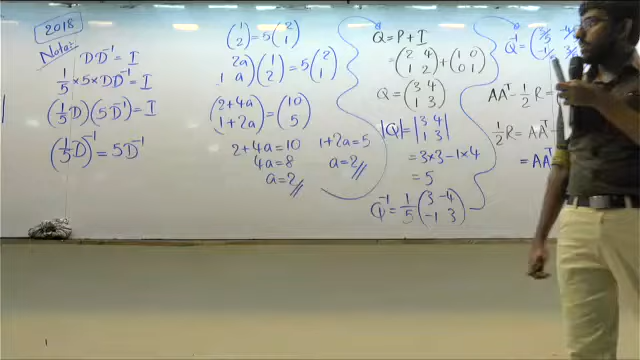 2018
Note:
DD⁻¹ = I
1/5 × 5 × DD⁻¹ = I
(1/5 D)(5D⁻¹) = I
(1/5 D)⁻¹ = 5D⁻¹
(1 2) = 5(2 1)
(2a 1 a)(1 2) = 5(2 1)
(2+4a 1+2a) = (10 5)
2+4a=10
4a=8
a=2//
1+2a=5
a=2//
Q = P + I
= (2 4 1 2) + (1 0 0 1)
Q = (3 4 1 3)
|Q| = |3 4 1 3|
= 3×3 - 1×4
= 5
Q⁻¹ = 1/5 (3 -4 -1 3)
Q⁻¹ = (3/5
AAᵀ - 1/2 R =
1/2 R = AAᵀ -
= AAᵀ